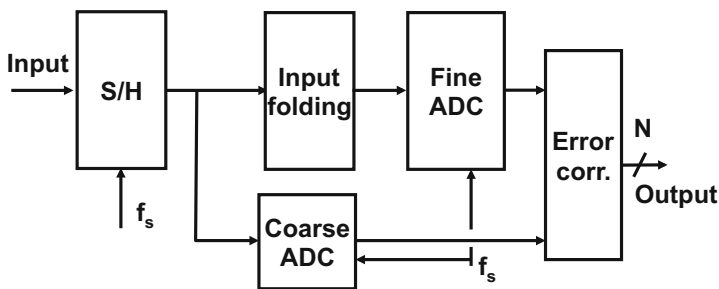 Input
S/H
f_s
Input
folding
Fine
ADC
Coarse
ADC
f_s
Error
corr.
N
Output